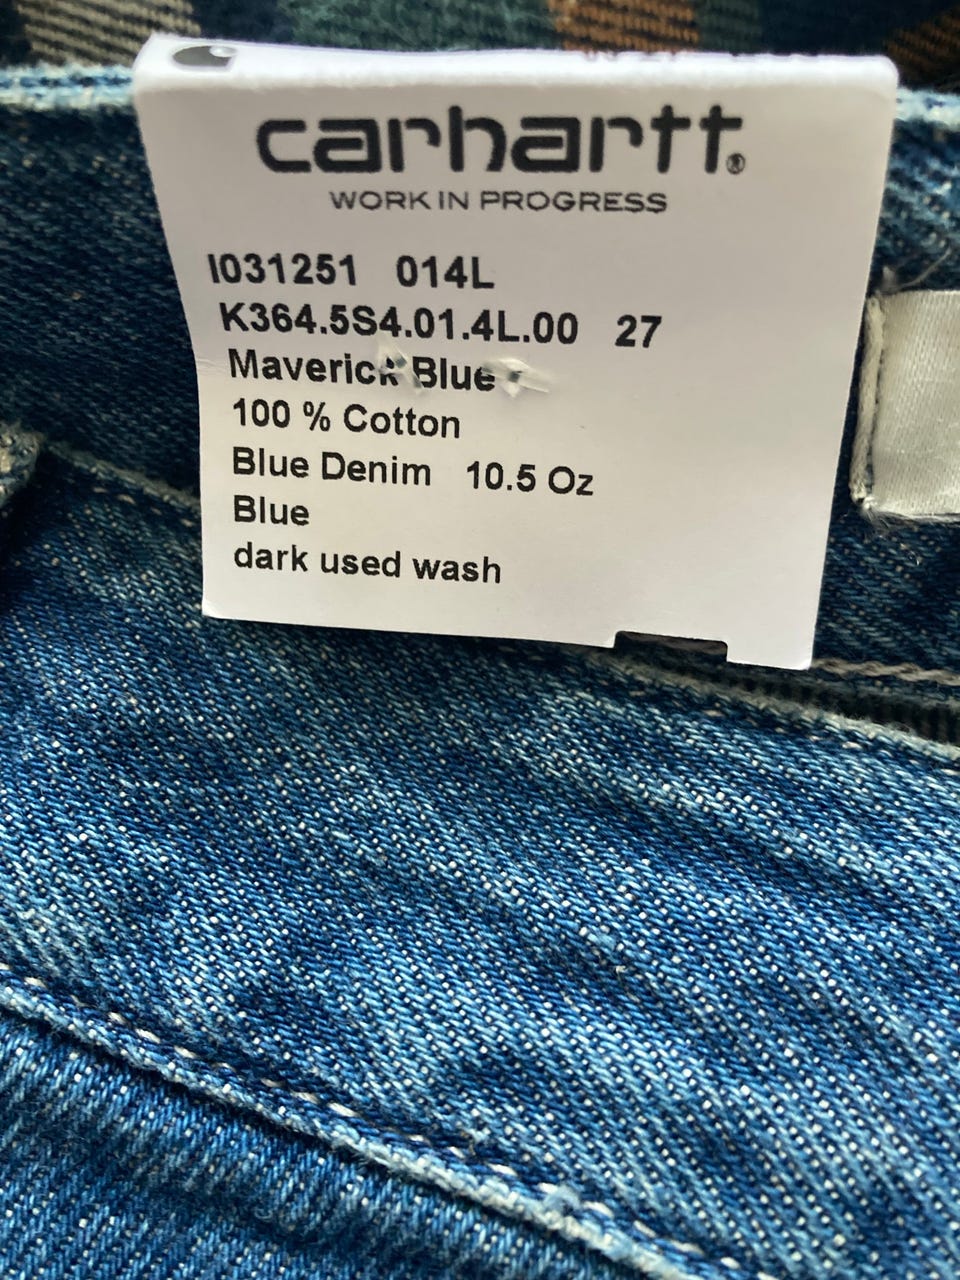 carhartt®
WORK IN PROGRESS
I031251 014L
K364.5S4.01.4L.00 27
Maverick Blue
100 % Cotton
Blue Denim 10.5 Oz
Blue
dark used wash